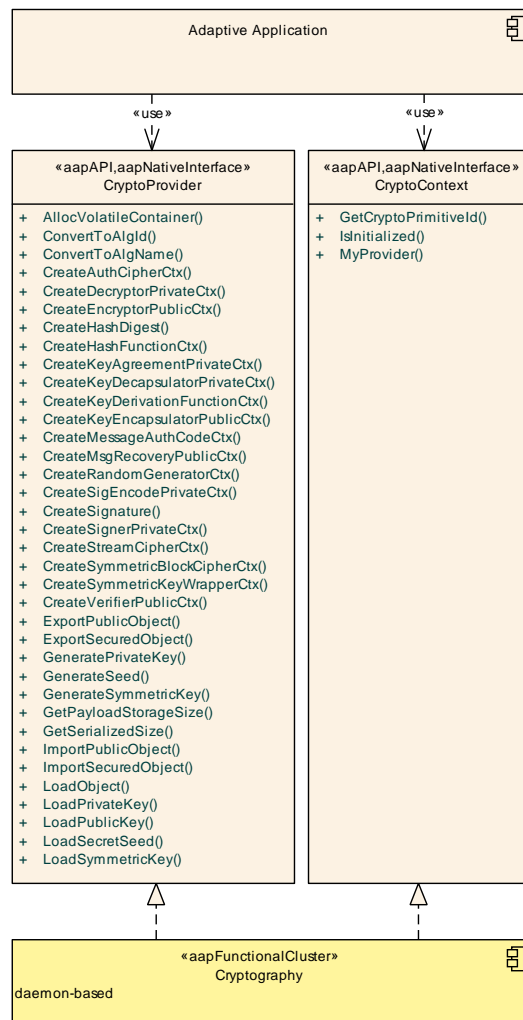 Adaptive Application
«use»
«use»
«aapAPI,aapNativeInterface»
CryptoProvider
+ AllocVolatileContainer()
+ ConvertToAlgId()
+ ConvertToAlgName()
+ CreateAuthCipherCtx()
+ CreateDecryptorPrivateCtx()
+ CreateEncryptorPublicCtx()
+ CreateHashDigest()
+ CreateHashFunctionCtx()
+ CreateKeyAgreementPrivateCtx()
+ CreateKeyDecapsulatorPrivateCtx()
+ CreateKeyDerivationFunctionCtx()
+ CreateKeyEncapsulatorPublicCtx()
+ CreateMessageAuthCodeCtx()
+ CreateMsgRecoveryPublicCtx()
+ CreateRandomGeneratorCtx()
+ CreateSigEncodePrivateCtx()
+ CreateSignature()
+ CreateSignerPrivateCtx()
+ CreateStreamCipherCtx()
+ CreateSymmetricBlockCipherCtx()
+ CreateSymmetricKeyWrapperCtx()
+ CreateVerifierPublicCtx()
+ ExportPublicObject()
+ ExportSecuredObject()
+ GeneratePrivateKey()
+ GenerateSeed()
+ GenerateSymmetricKey()
+ GetPayloadStorageSize()
+ GetSerializedSize()
+ ImportPublicObject()
+ ImportSecuredObject()
+ LoadObject()
+ LoadPrivateKey()
+ LoadPublicKey()
+ LoadSecretSeed()
+ LoadSymmetricKey()
«aapAPI,aapNativeInterface»
CryptoContext
+ GetCryptoPrimitiveId()
+ IsInitialized()
+ MyProvider()
«aapFunctionalCluster»
Cryptography
daemon-based